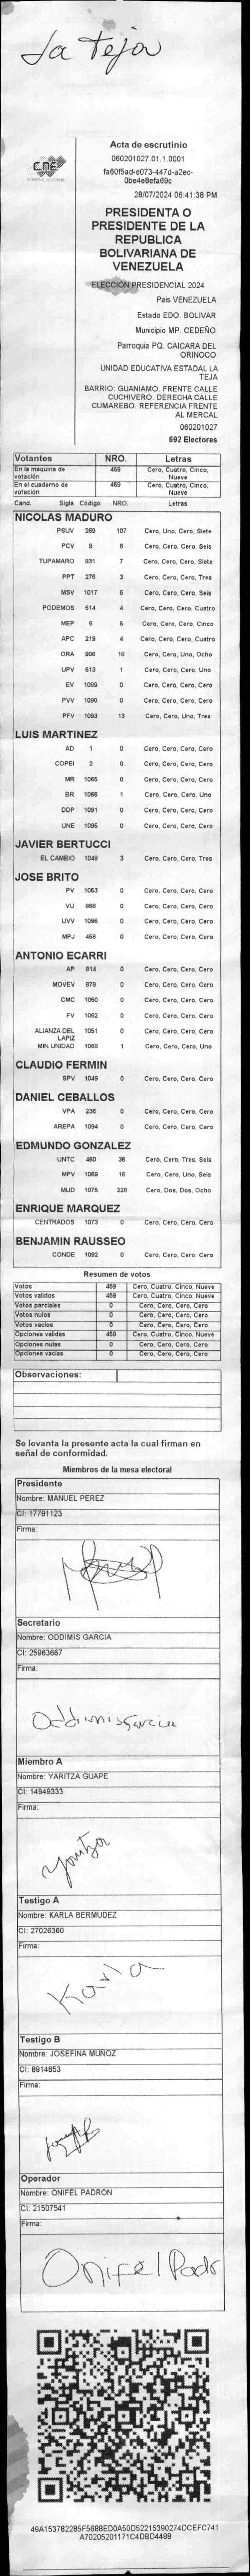 La Teja
CNE
Acta de escrutinio
060201027.01.1.0001
fa60f5ad-e073-447d-a2ec-
0be4e8efa69c
28/07/2024 06:41:38 PM
PRESIDENTA O
PRESIDENTE DE LA
REPUBLICA
BOLIVARIANA DE
VENEZUELA
ELECCIÓN PRESIDENCIAL 2024
Pais VENEZUELA
Estado EDO. BOLIVAR
Municipio MP. CEDEÑO
Parroquia PQ. CAICARA DEL
ORINOCO
UNIDAD EDUCATIVA ESTADAL LA
TEJA
BARRIO: GUANIAMO. FRENTE CALLE
CUCHIVERO. DERECHA CALLE
CUMAREBO. REFERENCIA FRENTE
AL MERCAL
060201027
692 Electores
Votantes NRO. Letras
En la máquina de votación 459 Cero, Cuatro, Cinco, Nueve
En el cuaderno de votación 459 Cero, Cuatro, Cinco, Nueve
Cand. Sigla Código NRO. Letras
NICOLAS MADURO
PSUV 269 107 Cero, Uno, Cero, Siete
PCV 9 6 Cero, Cero, Cero, Seis
TUPAMARO 931 7 Cero, Cero, Cero, Siete
PPT 276 3 Cero, Cero, Cero, Tres
MSV 1017 6 Cero, Cero, Cero, Seis
PODEMOS 514 4 Cero, Cero, Cero, Cuatro
MEP 6 5 Cero, Cero, Cero, Cinco
APC 219 4 Cero, Cero, Cero, Cuatro
ORA 906 18 Cero, Cero, Uno, Ocho
UPV 613 1 Cero, Cero, Cero, Uno
EV 1099 0 Cero, Cero, Cero, Cero
PVV 1090 0 Cero, Cero, Cero, Cero
PFV 1093 13 Cero, Cero, Uno, Tres
LUIS MARTINEZ
AD 1 0 Cero, Cero, Cero, Cero
COPEI 2 0 Cero, Cero, Cero, Cero
MR 1065 0 Cero, Cero, Cero, Cero
BR 1066 1 Cero, Cero, Cero, Uno
DDP 1091 0 Cero, Cero, Cero, Cero
UNE 1095 0 Cero, Cero, Cero, Cero
JAVIER BERTUCCI
EL CAMBIO 1048 3 Cero, Cero, Cero, Tres
JOSE BRITO
PV 1053 0 Cero, Cero, Cero, Cero
VU 968 0 Cero, Cero, Cero, Cero
UVV 1096 0 Cero, Cero, Cero, Cero
MPJ 458 0 Cero, Cero, Cero, Cero
ANTONIO ECARRI
AP 914 0 Cero, Cero, Cero, Cero
MOVEV 878 0 Cero, Cero, Cero, Cero
CMC 1050 0 Cero, Cero, Cero, Cero
FV 1062 0 Cero, Cero, Cero, Cero
ALIANZA DEL LAPIZ 1051 0 Cero, Cero, Cero, Cero
MIN UNIDAD 1068 1 Cero, Cero, Cero, Uno
CLAUDIO FERMIN
SPV 1049 0 Cero, Cero, Cero, Cero
DANIEL CEBALLOS
VPA 236 0 Cero, Cero, Cero, Cero
AREPA 1094 0 Cero, Cero, Cero, Cero
EDMUNDO GONZALEZ
UNTC 460 36 Cero, Cero, Tres, Seis
MPV 1069 16 Cero, Cero, Uno, Seis
MUD 1075 228 Cero, Dos, Dos, Ocho
ENRIQUE MARQUEZ
CENTRADOS 1073 0 Cero, Cero, Cero, Cero
BENJAMIN RAUSSEO
CONDE 1092 0 Cero, Cero, Cero, Cero
Resumen de votos
Votos 459 Cero, Cuatro, Cinco, Nueve
Votos validos 459 Cero, Cuatro, Cinco, Nueve
Votos parciales 0 Cero, Cero, Cero, Cero
Votos nulos 0 Cero, Cero, Cero, Cero
Votos vacios 0 Cero, Cero, Cero, Cero
Opciones validas 459 Cero, Cuatro, Cinco, Nueve
Opciones nulas 0 Cero, Cero, Cero, Cero
Opciones vacias 0 Cero, Cero, Cero, Cero
Observaciones:
Se levanta la presente acta la cual firman en
señal de conformidad.
Miembros de la mesa electoral
Presidente
Nombre: MANUEL PEREZ
CI: 17791123
Firma:
Secretario
Nombre: ODDIMIS GARCIA
CI: 25963667
Firma:
Oddimis Garcia
Miembro A
Nombre: YARITZA GUAPE
CI: 14949333
Firma:
Yaritza
Testigo A
Nombre: KARLA BERMUDEZ
CI: 27026360
Firma:
Karla
Testigo B
Nombre: JOSEFINA MUÑOZ
CI: 8914853
Firma:
Operador
Nombre: ONIFEL PADRON
CI: 21507541
Firma:
Onifel Padr
49A153782285F5688ED0A50D52215390274DCEFC741
A70205201171C4DBD4488